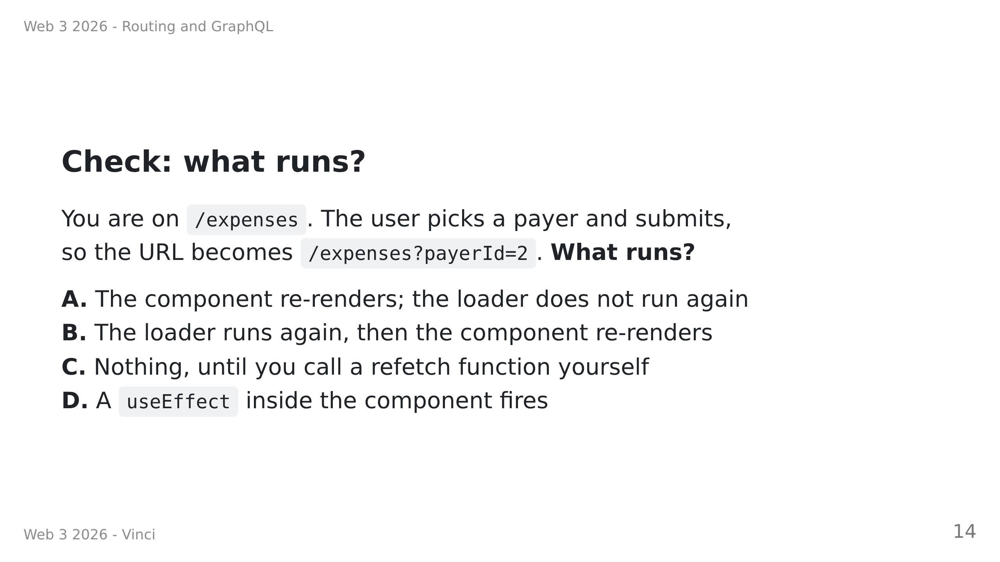 Web 3 2026 - Routing and GraphQL
Check: what runs?
You are on /expenses. The user picks a payer and submits,
so the URL becomes /expenses?payerId=2. What runs?
A. The component re-renders; the loader does not run again
B. The loader runs again, then the component re-renders
C. Nothing, until you call a refetch function yourself
D. A useEffect inside the component fires
Web 3 2026 - Vinci
14